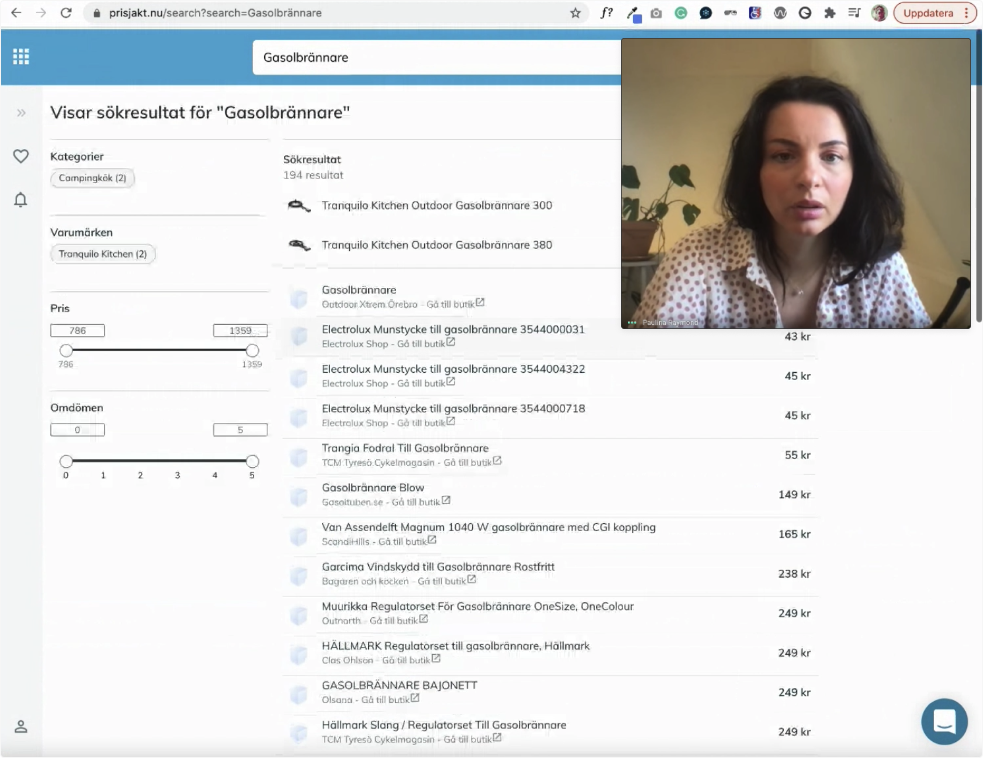 prisjakt.nu/search?search=Gasolbrännare
f?
Uppdatera
Gasolbrännare
Visar sökresultat för "Gasolbrännare"
Kategorier
Campingkök (2)
Varumärken
Tranquilo Kitchen (2)
Pris
786
1359
786
1359
Omdömen
0
5
0 1 2 3 4 5
Sökresultat
194 resultat
Tranquilo Kitchen Outdoor Gasolbrännare 300
Tranquilo Kitchen Outdoor Gasolbrännare 380
Gasolbrännare
Outdoor Xtrem Örebro - Gå till butik
Electrolux Munstycke till gasolbrännare 3544000031
Electrolux Shop - Gå till butik
43 kr
Electrolux Munstycke till gasolbrännare 3544004322
Electrolux Shop - Gå till butik
45 kr
Electrolux Munstycke till gasolbrännare 3544000718
Electrolux Shop - Gå till butik
45 kr
Trangia Fodral Till Gasolbrännare
TCM Tyresö Cykelmagasin - Gå till butik
55 kr
Gasolbrännare Blow
Gasoltuben.se - Gå till butik
149 kr
Van Assendelft Magnum 1040 W gasolbrännare med CGI koppling
ScandiHills - Gå till butik
165 kr
Garcima Vindskydd till Gasolbrännare Rostfritt
Bagaren och kocken - Gå till butik
238 kr
Muurikka Regulatorset För Gasolbrännare OneSize, OneColour
Outnorth - Gå till butik
249 kr
HÄLLMARK Regulatorset till gasolbrännare, Hällmark
Clas Ohlson - Gå till butik
249 kr
GASOLBRÄNNARE BAJONETT
Olsana - Gå till butik
249 kr
Hällmark Slang / Regulatorset Till Gasolbrännare
TCM Tyresö Cykelmagasin - Gå till butik
249 kr
Paulina Raymond